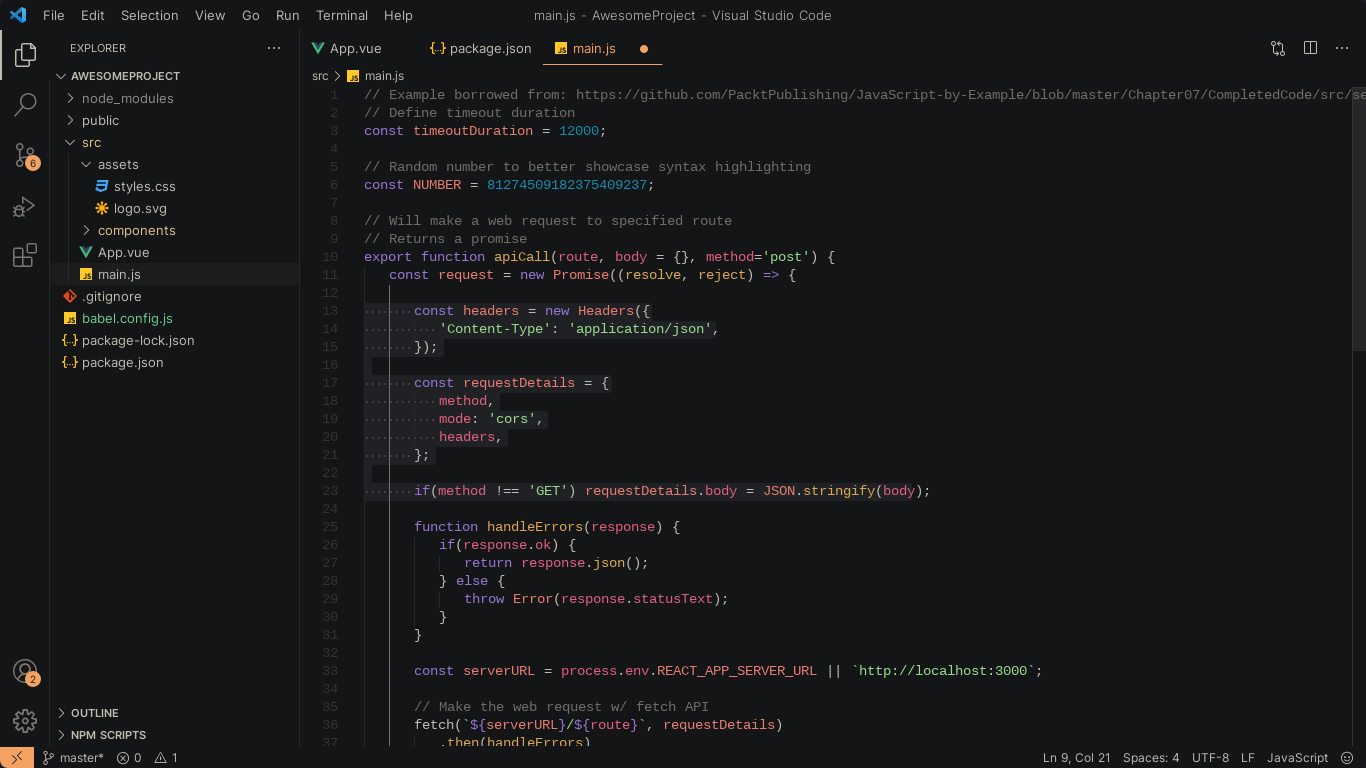 File Edit Selection View Go Run Terminal Help
main.js - AwesomeProject - Visual Studio Code
EXPLORER
App.vue
package.json
main.js
AWESOMEPROJECT
node_modules
public
src
assets
styles.css
logo.svg
components
App.vue
main.js
.gitignore
babel.config.js
package-lock.json
package.json
OUTLINE
NPM SCRIPTS
6
2
src > main.js
1 // Example borrowed from: https://github.com/PacktPublishing/JavaScript-by-Example/blob/master/Chapter07/CompletedCode/src/se
2 // Define timeout duration
3 const timeoutDuration = 12000;
4
5 // Random number to better showcase syntax highlighting
6 const NUMBER = 81274509182375409237;
7
8 // Will make a web request to specified route
9 // Returns a promise
10 export function apiCall(route, body = {}, method='post') {
11 const request = new Promise((resolve, reject) => {
12
13 const headers = new Headers({
14 'Content-Type': 'application/json',
15 });
16
17 const requestDetails = {
18 method,
19 mode: 'cors',
20 headers,
21 };
22
23 if(method !== 'GET') requestDetails.body = JSON.stringify(body);
24
25 function handleErrors(response) {
26 if(response.ok) {
27 return response.json();
28 } else {
29 throw Error(response.statusText);
30 }
31 }
32
33 const serverURL = process.env.REACT_APP_SERVER_URL || `http://localhost:3000`;
34
35 // Make the web request w/ fetch API
36 fetch(`${serverURL}/${route}`, requestDetails)
37 .then(handleErrors)
master* 0 1
Ln 9, Col 21 Spaces: 4 UTF-8 LF JavaScript